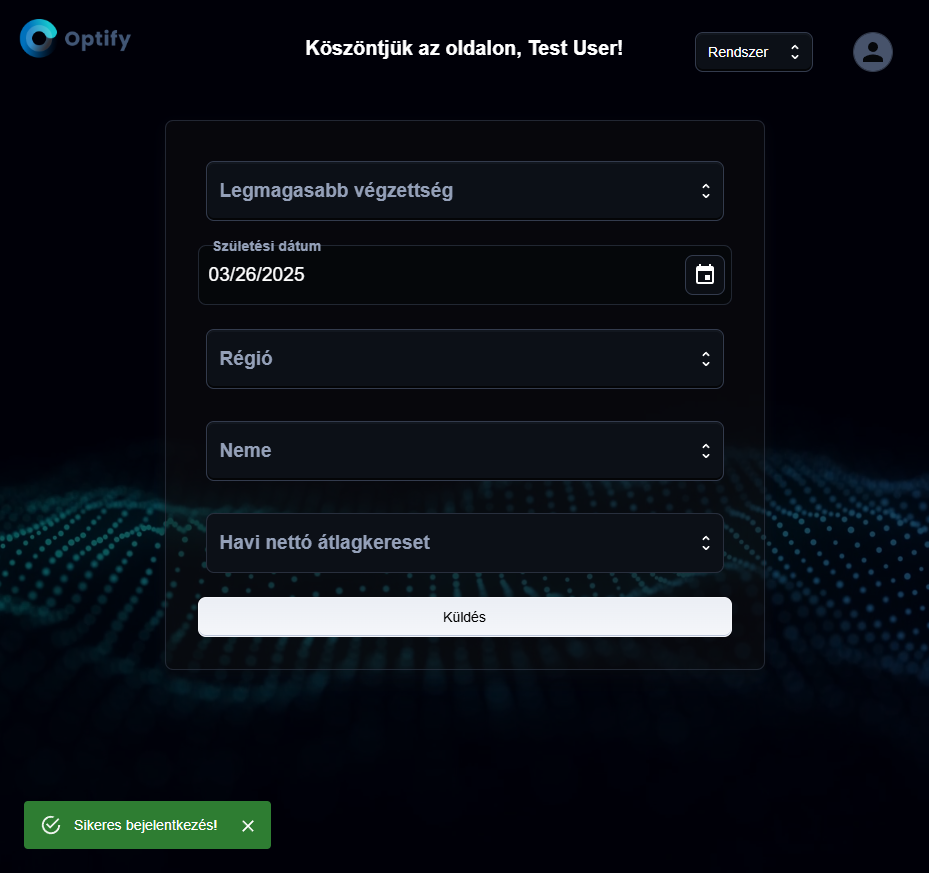 Optify
Köszöntjük az oldalon, Test User!
Rendszer
Legmagasabb végzettség
Születési dátum
03/26/2025
Régió
Neme
Havi nettó átlagkereset
Küldés
Sikeres bejelentkezés!